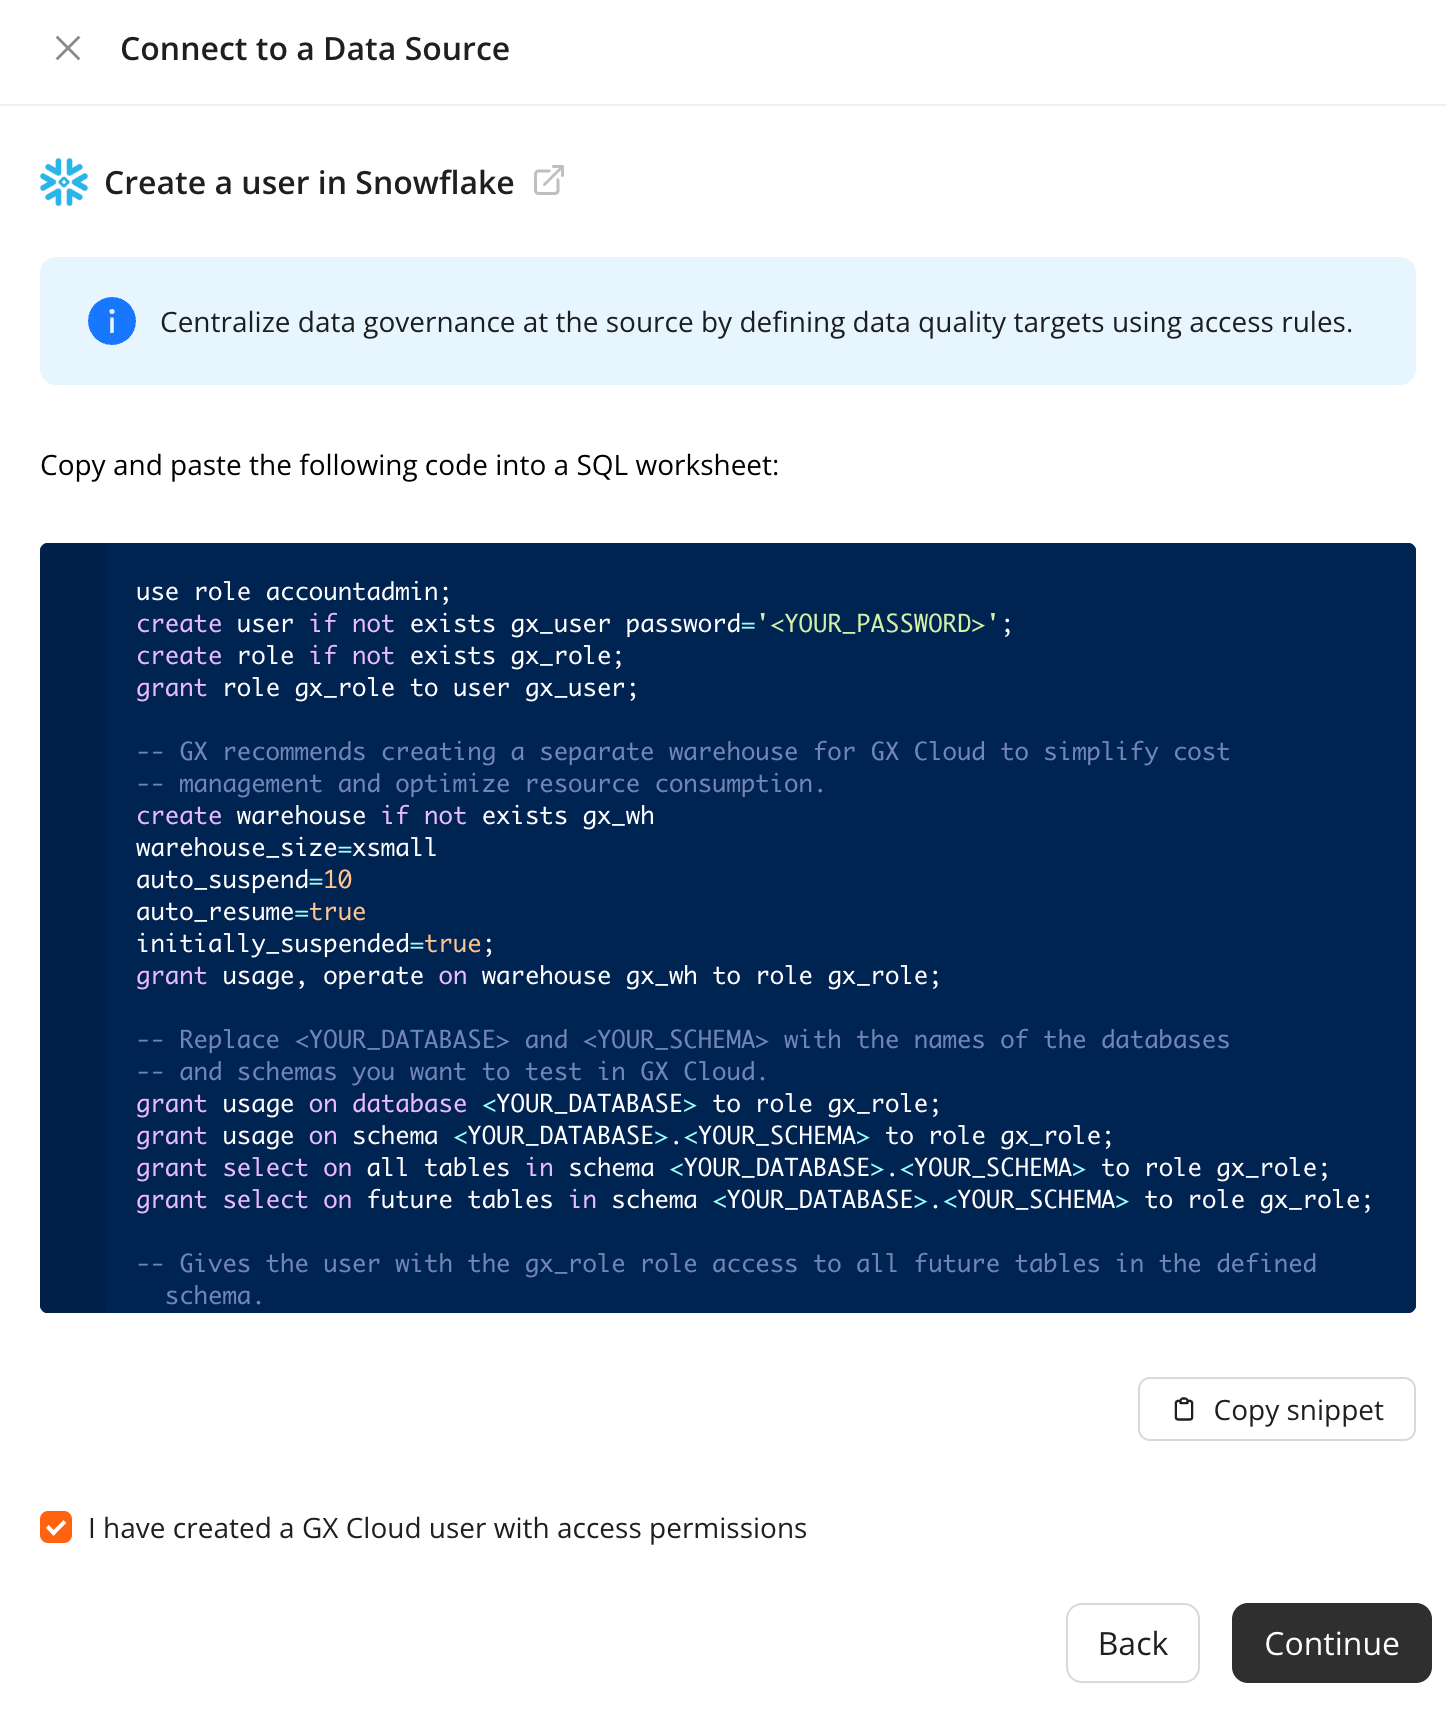 Connect to a Data Source
Create a user in Snowflake
Centralize data governance at the source by defining data quality targets using access rules.
Copy and paste the following code into a SQL worksheet:
use role accountadmin;
create user if not exists gx_user password='<YOUR_PASSWORD>';
create role if not exists gx_role;
grant role gx_role to user gx_user;
-- GX recommends creating a separate warehouse for GX Cloud to simplify cost
-- management and optimize resource consumption.
create warehouse if not exists gx_wh
warehouse_size=xsmall
auto_suspend=10
auto_resume=true
initially_suspended=true;
grant usage, operate on warehouse gx_wh to role gx_role;
-- Replace <YOUR_DATABASE> and <YOUR_SCHEMA> with the names of the databases
-- and schemas you want to test in GX Cloud.
grant usage on database <YOUR_DATABASE> to role gx_role;
grant usage on schema <YOUR_DATABASE>.<YOUR_SCHEMA> to role gx_role;
grant select on all tables in schema <YOUR_DATABASE>.<YOUR_SCHEMA> to role gx_role;
grant select on future tables in schema <YOUR_DATABASE>.<YOUR_SCHEMA> to role gx_role;
-- Gives the user with the gx_role role access to all future tables in the defined
schema.
Copy snippet
I have created a GX Cloud user with access permissions
Back
Continue